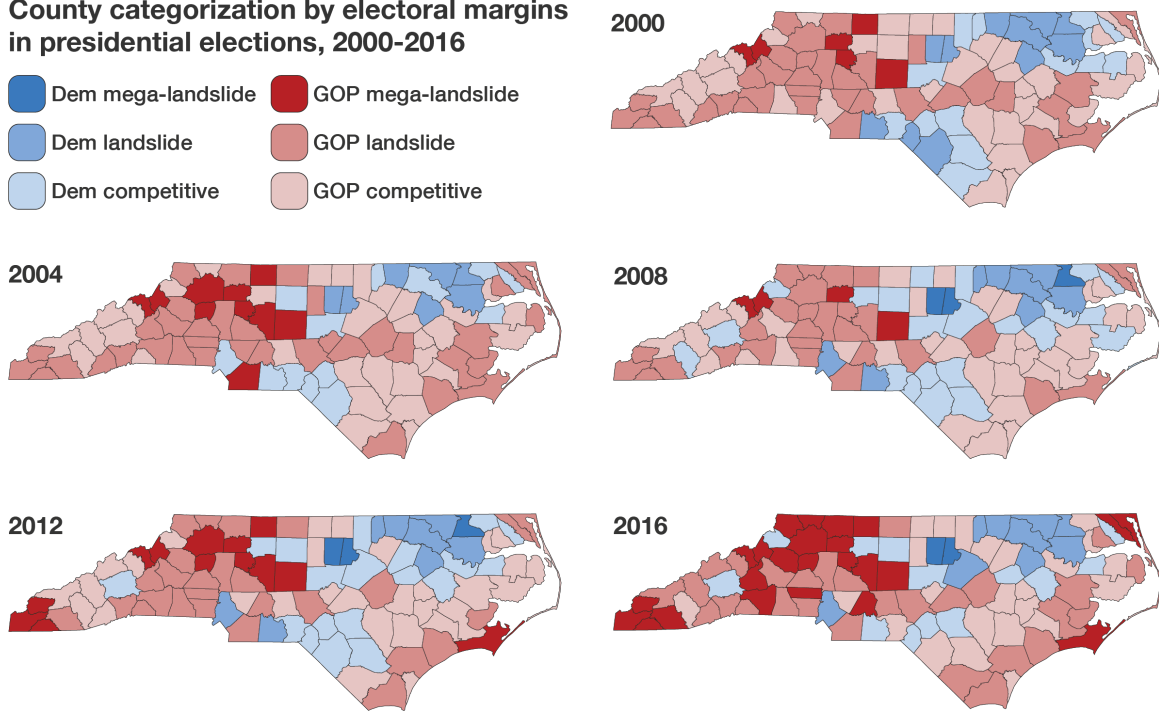 County categorization by electoral margins
in presidential elections, 2000-2016
Dem mega-landslide
GOP mega-landslide
Dem landslide
GOP landslide
Dem competitive
GOP competitive
2000
2004
2008
2012
2016